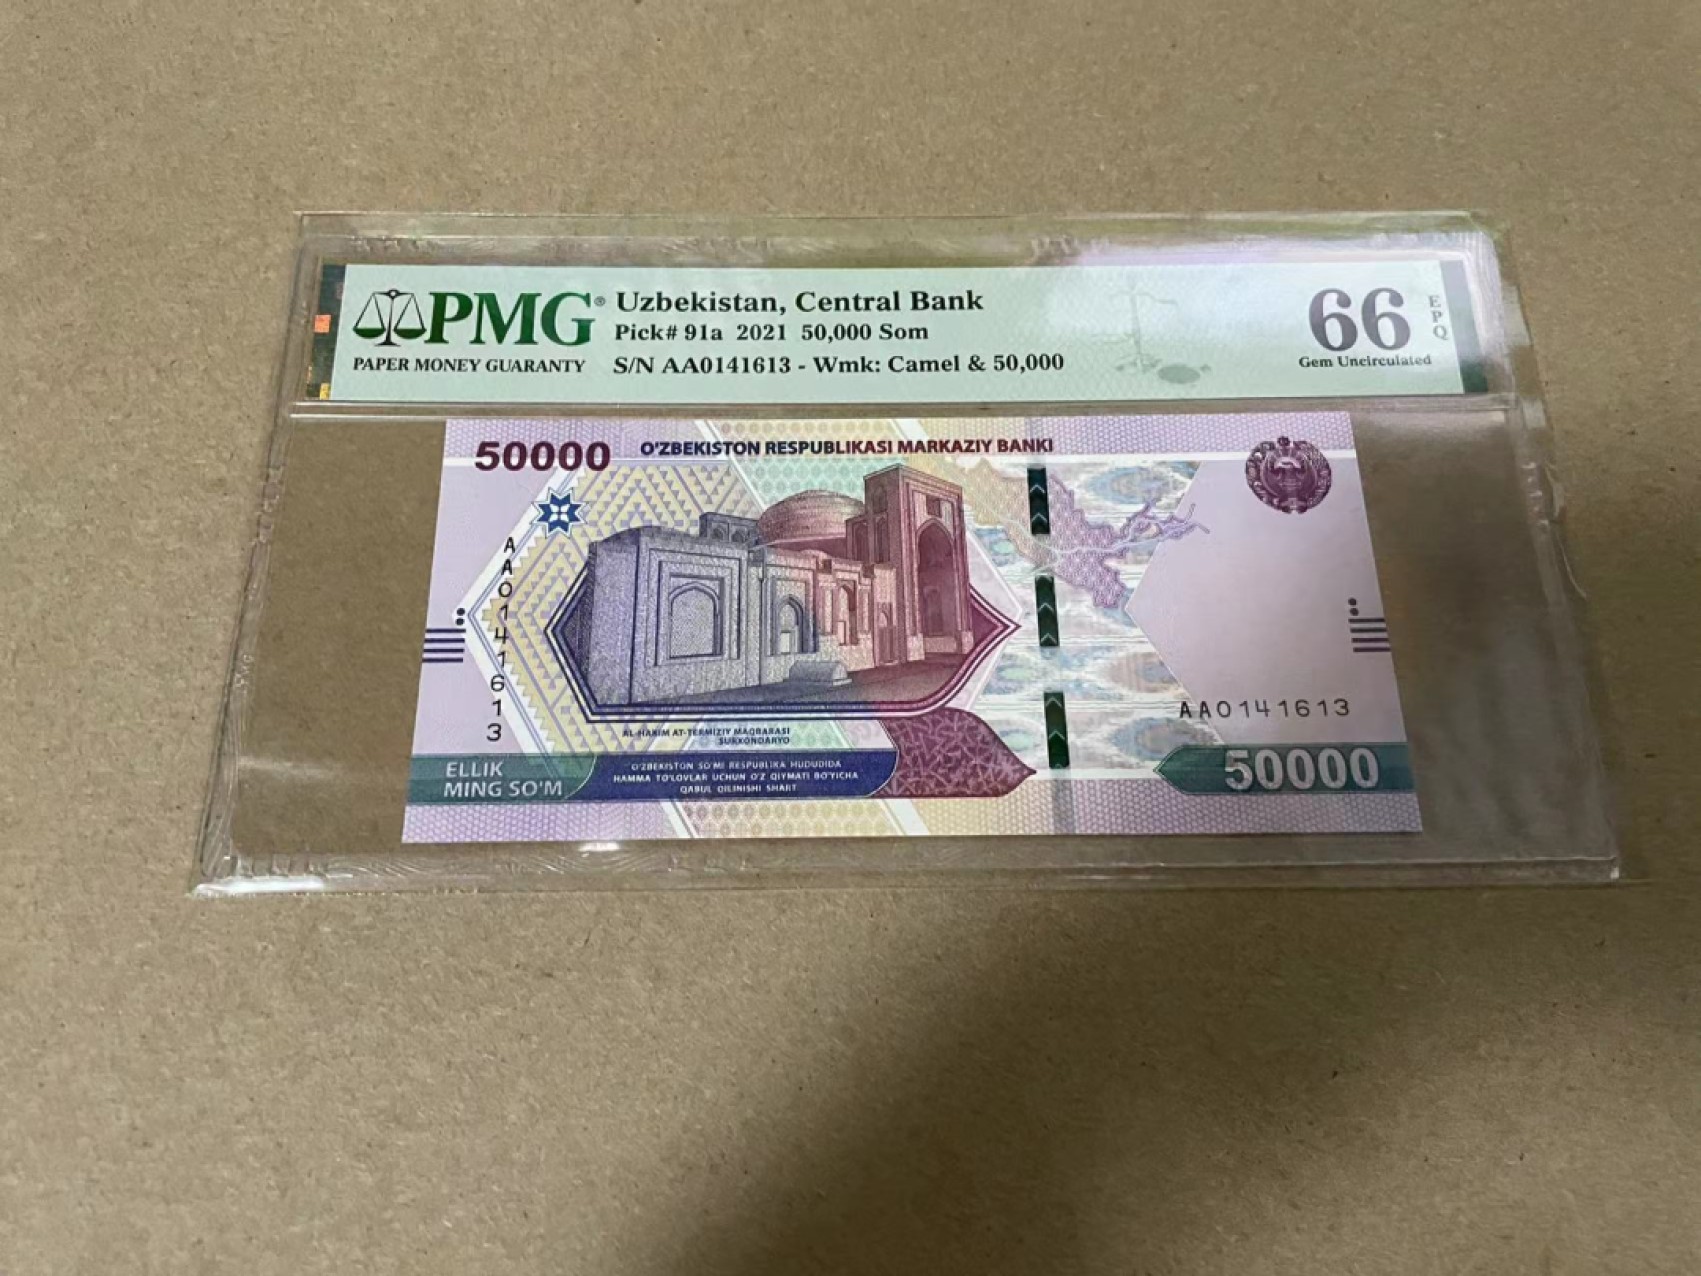 PMG®
PAPER MONEY GUARANTY
Uzbekistan, Central Bank
Pick# 91a 2021 50,000 Som
S/N AA0141613 - Wmk: Camel & 50,000
66
EPQ
Gem Uncirculated
50000
O'ZBEKISTON RESPUBLIKASI MARKAZIY BANKI
AA0141613
AL-HAKIM AT-TERMIZIY MAQBARASI
SURXONDARYO
AA0141613
ELLIK
MING SO'M
O'ZBEKISTON SO'MI RESPUBLIKA HUDUDIDA
HAMMA TO'LOVLAR UCHUN O'Z QIYMATI BO'YICHA
QABUL QILINISHI SHART
50000